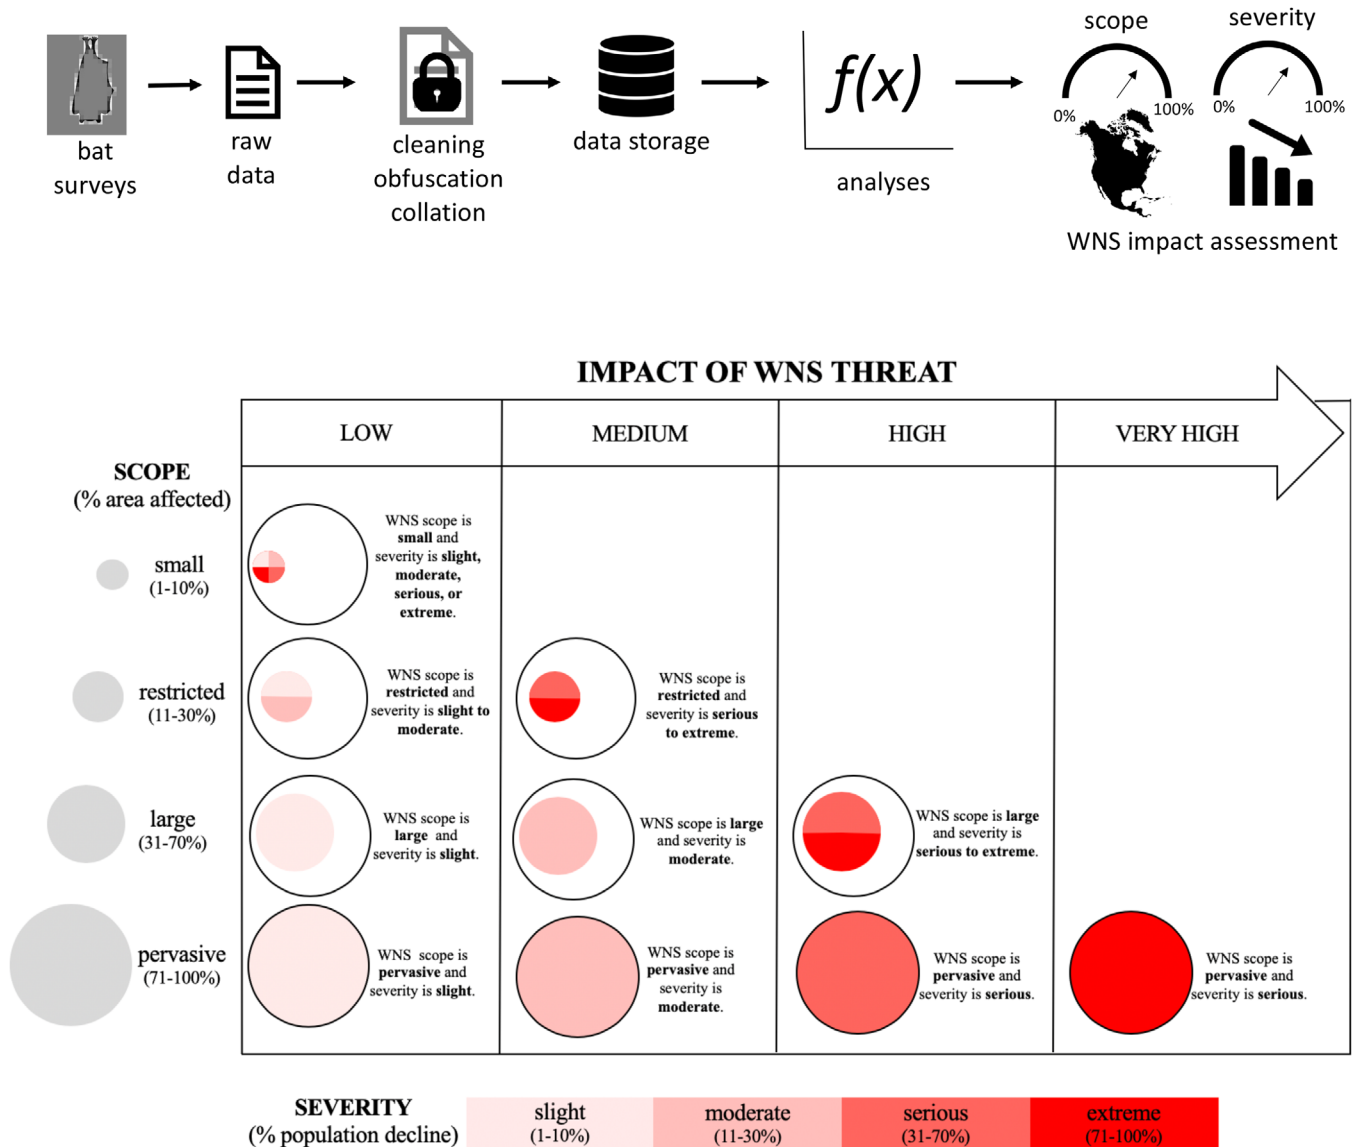 bat
surveys
raw
data
cleaning
obfuscation
collation
data storage
f(x)
analyses
scope
0%
100%
severity
0%
100%
WNS impact assessment
IMPACT OF WNS THREAT
LOW
MEDIUM
HIGH
VERY HIGH
SCOPE
(% area affected)
small
(1-10%)
WNS scope is
small and
severity is slight,
moderate,
serious, or
extreme.
restricted
(11-30%)
WNS scope is
restricted and
severity is slight to
moderate.
WNS scope is
restricted and
severity is serious
to extreme.
large
(31-70%)
WNS scope is
large and
severity is slight.
WNS scope is large
and severity is
moderate.
WNS scope is large
and severity is
serious to extreme.
pervasive
(71-100%)
WNS scope is
pervasive and
severity is slight.
WNS scope is
pervasive and
severity is
moderate.
WNS scope is
pervasive and
severity is serious.
WNS scope is
pervasive and
severity is serious.
SEVERITY
(% population decline)
slight
(1-10%)
moderate
(11-30%)
serious
(31-70%)
extreme
(71-100%)